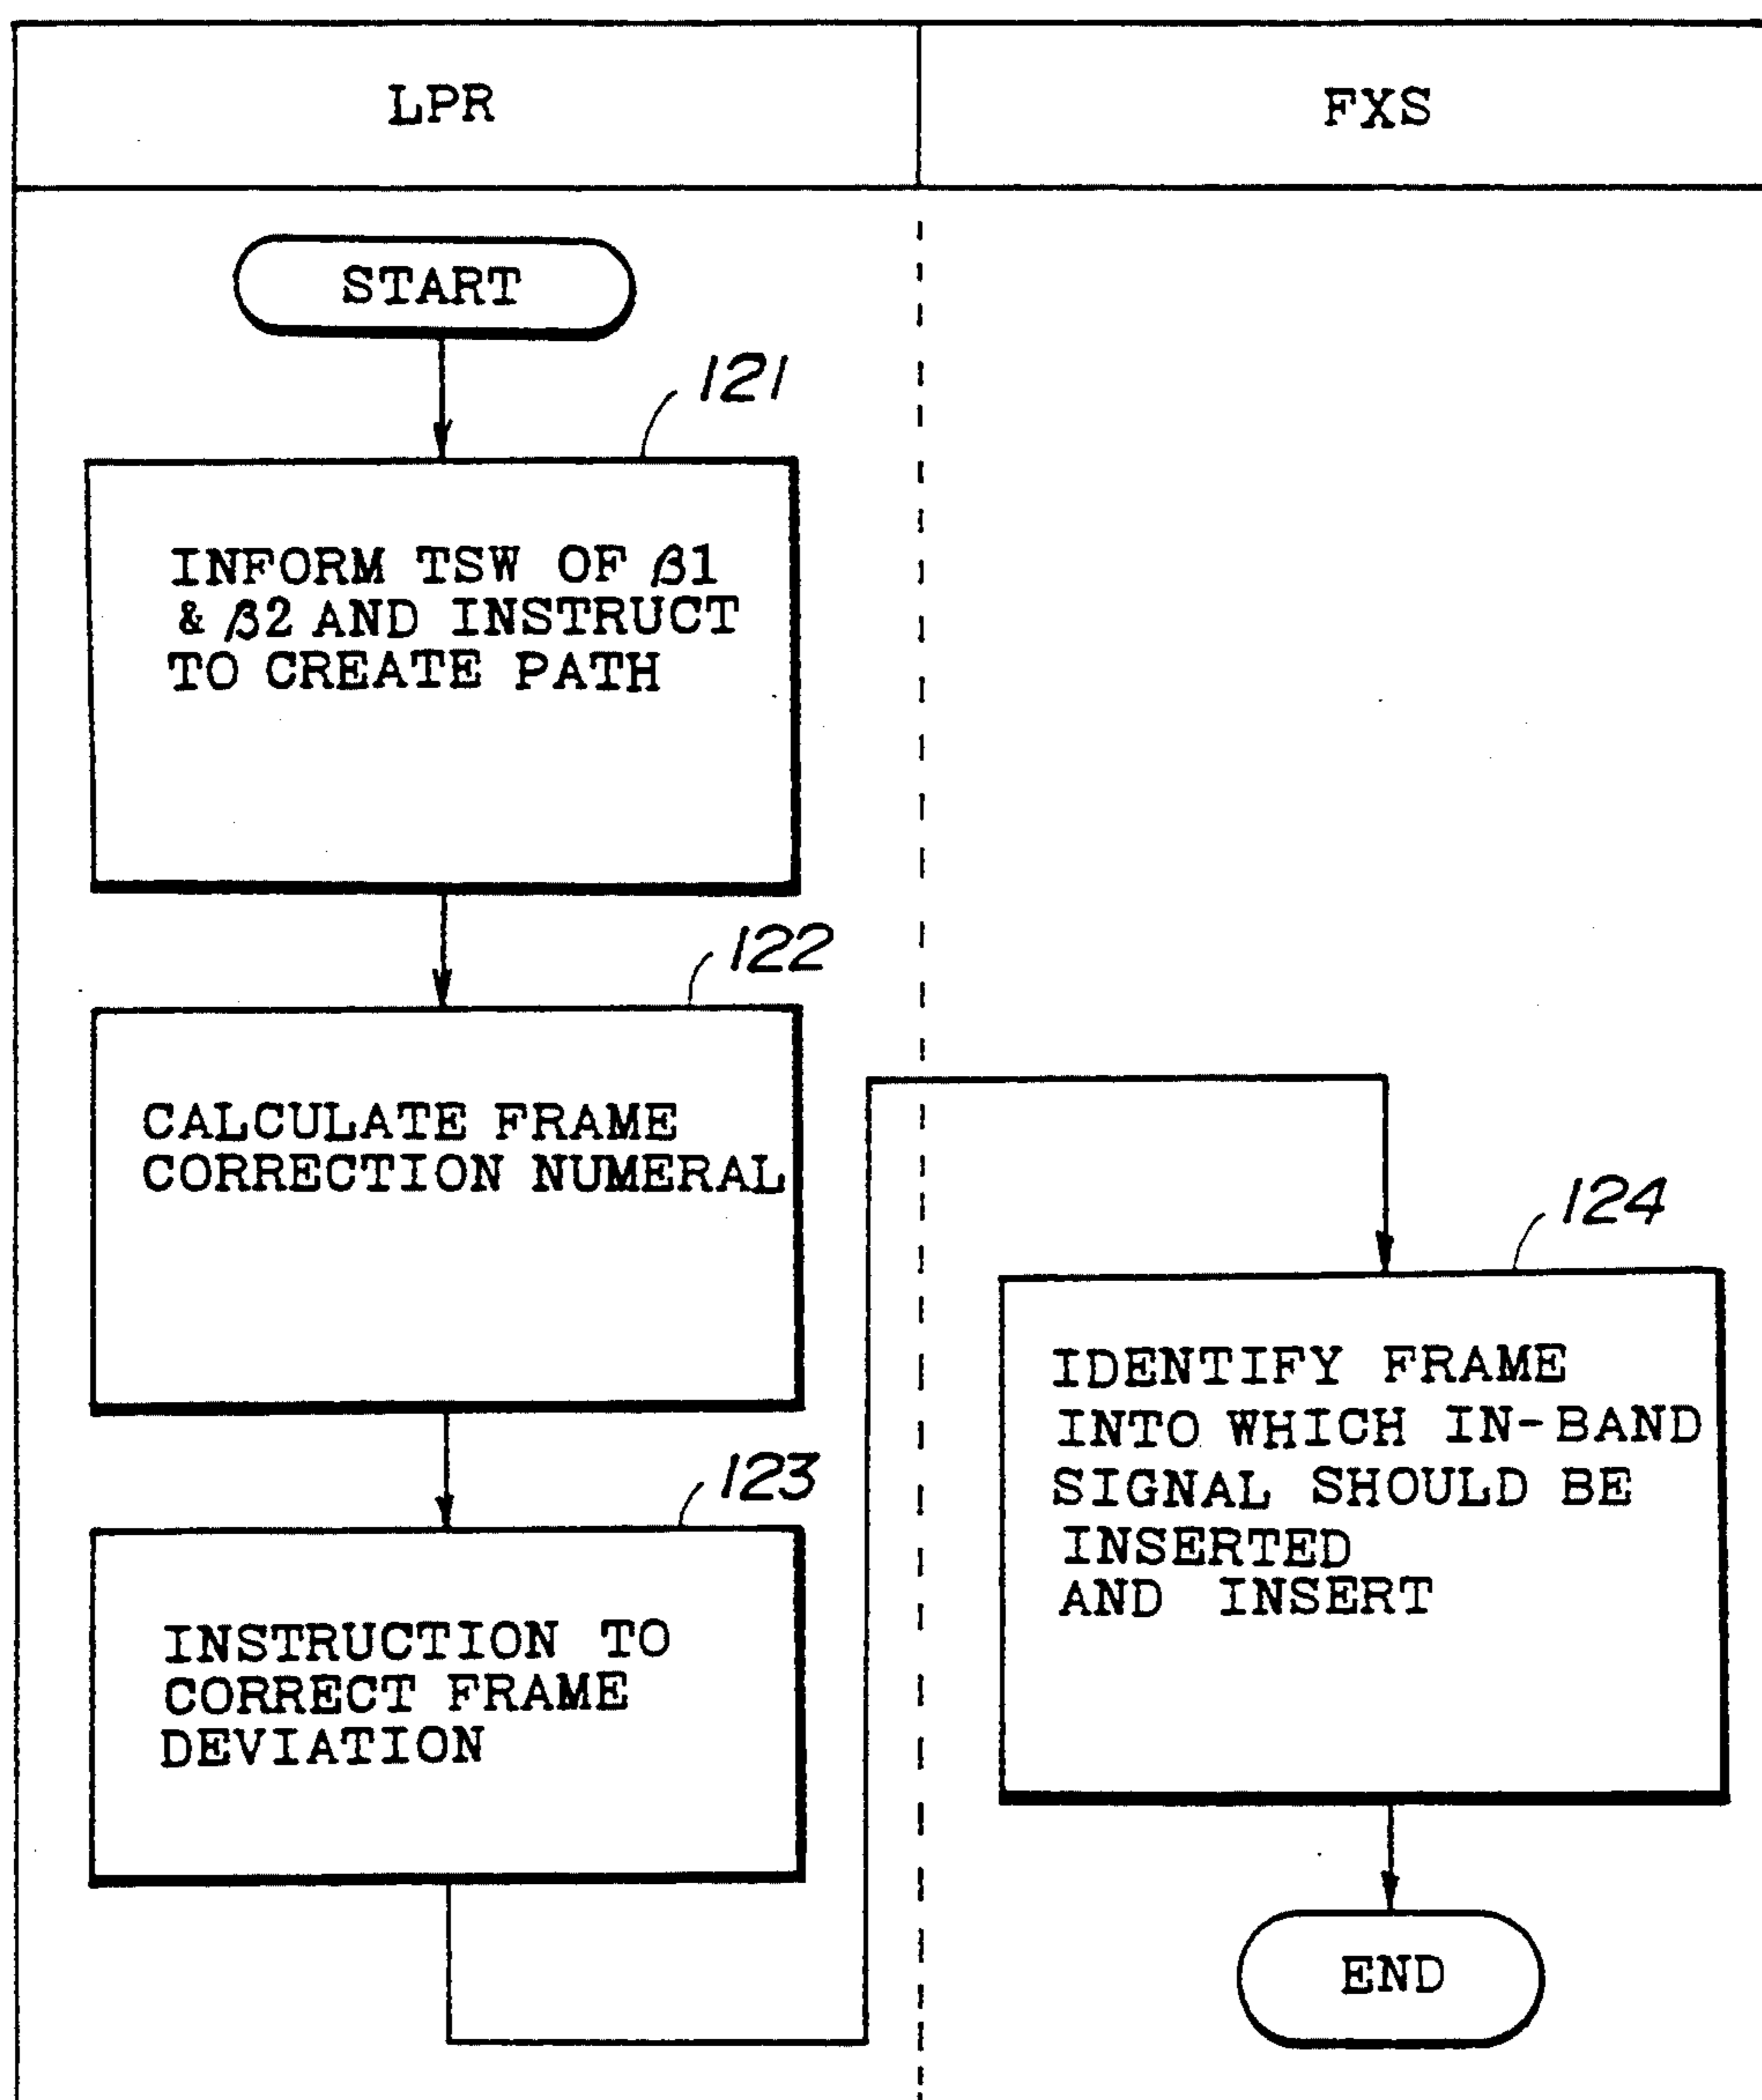 LPR
FXS
START
121
INFORM TSW OF β1
& β2 AND INSTRUCT
TO CREATE PATH
122
CALCULATE FRAME
CORRECTION NUMERAL
123
INSTRUCTION TO
CORRECT FRAME
DEVIATION
124
IDENTIFY FRAME
INTO WHICH IN-BAND
SIGNAL SHOULD BE
INSERTED
AND INSERT
END